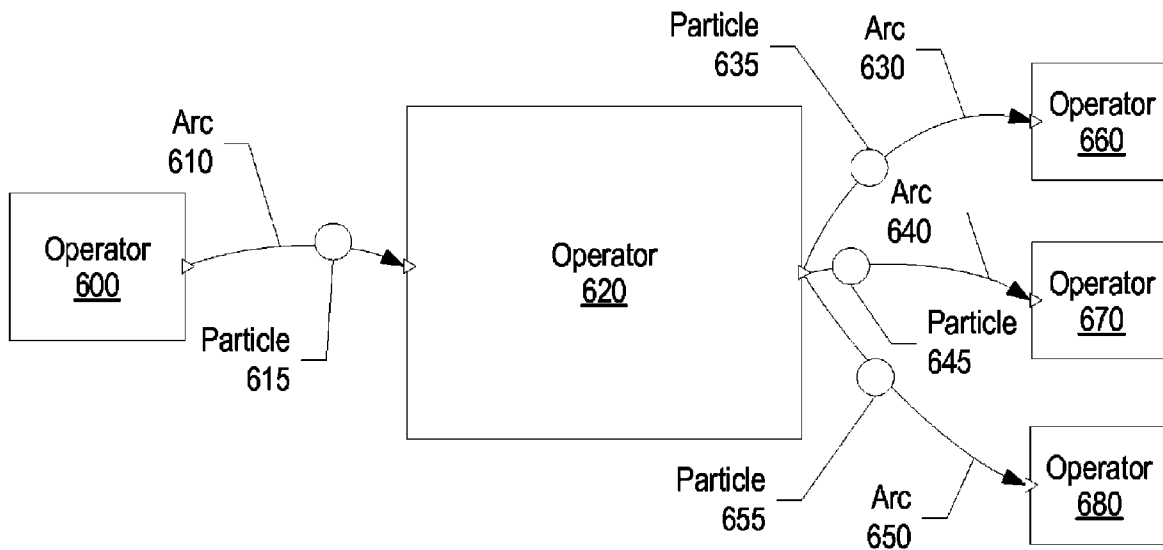 Particle
635
Arc
630
Operator
660
Arc
610
Operator
600
Particle
615
Operator
620
Arc
640
Operator
670
Particle
645
Particle
655
Arc
650
Operator
680